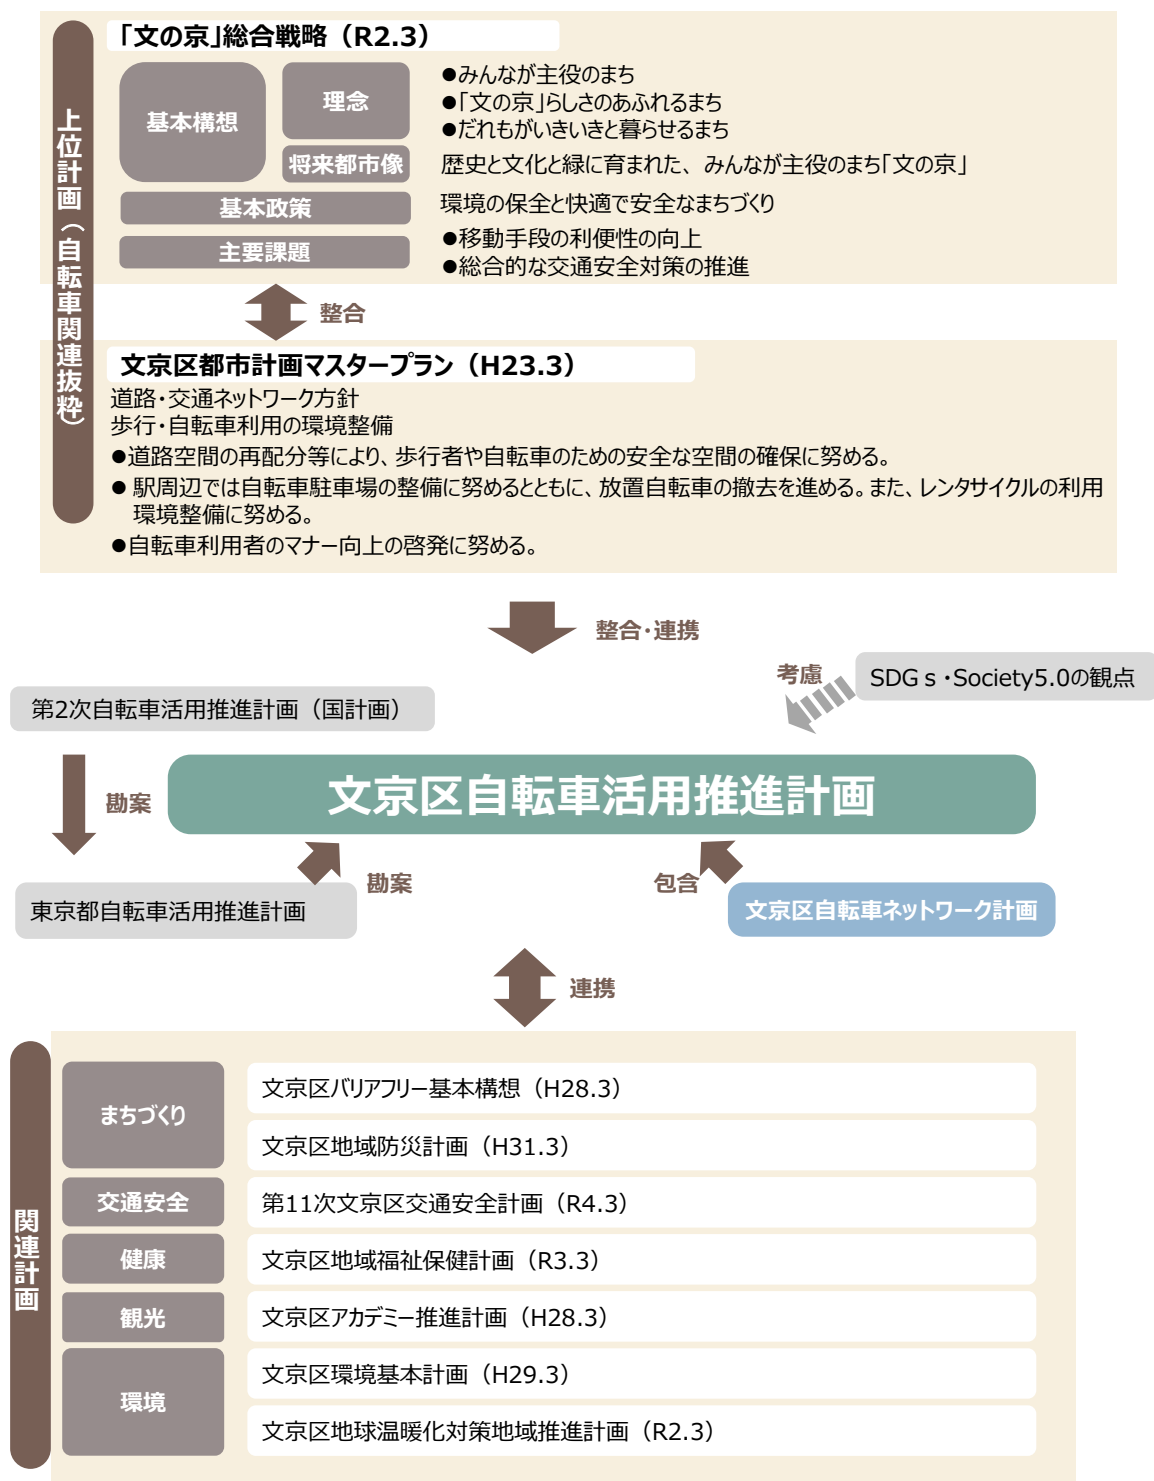 上位計画（自転車関連抜粋）
「文の京」総合戦略（R2.3）
基本構想
理念
●みんなが主役のまち
●「文の京」らしさのあふれるまち
●だれもがいきいきと暮らせるまち
将来都市像
歴史と文化と緑に育まれた、みんなが主役のまち「文の京」
基本政策
環境の保全と快適で安全なまちづくり
主要課題
●移動手段の利便性の向上
●総合的な交通安全対策の推進
整合
文京区都市計画マスタープラン（H23.3）
道路・交通ネットワーク方針
歩行・自転車利用の環境整備
●道路空間の再配分等により、歩行者や自転車のための安全な空間の確保に努める。
●駅周辺では自転車駐車場の整備に努めるとともに、放置自転車の撤去を進める。また、レンタサイクルの利用
環境整備に努める。
●自転車利用者のマナー向上の啓発に努める。
整合・連携
考慮
SDGｓ・Society5.0の観点
第2次自転車活用推進計画（国計画）
勘案
文京区自転車活用推進計画
東京都自転車活用推進計画
勘案
包含
文京区自転車ネットワーク計画
連携
関連計画
まちづくり
文京区バリアフリー基本構想（H28.3）
文京区地域防災計画（H31.3）
交通安全
第11次文京区交通安全計画（R4.3）
健康
文京区地域福祉保健計画（R3.3）
観光
文京区アカデミー推進計画（H28.3）
環境
文京区環境基本計画（H29.3）
文京区地球温暖化対策地域推進計画（R2.3）